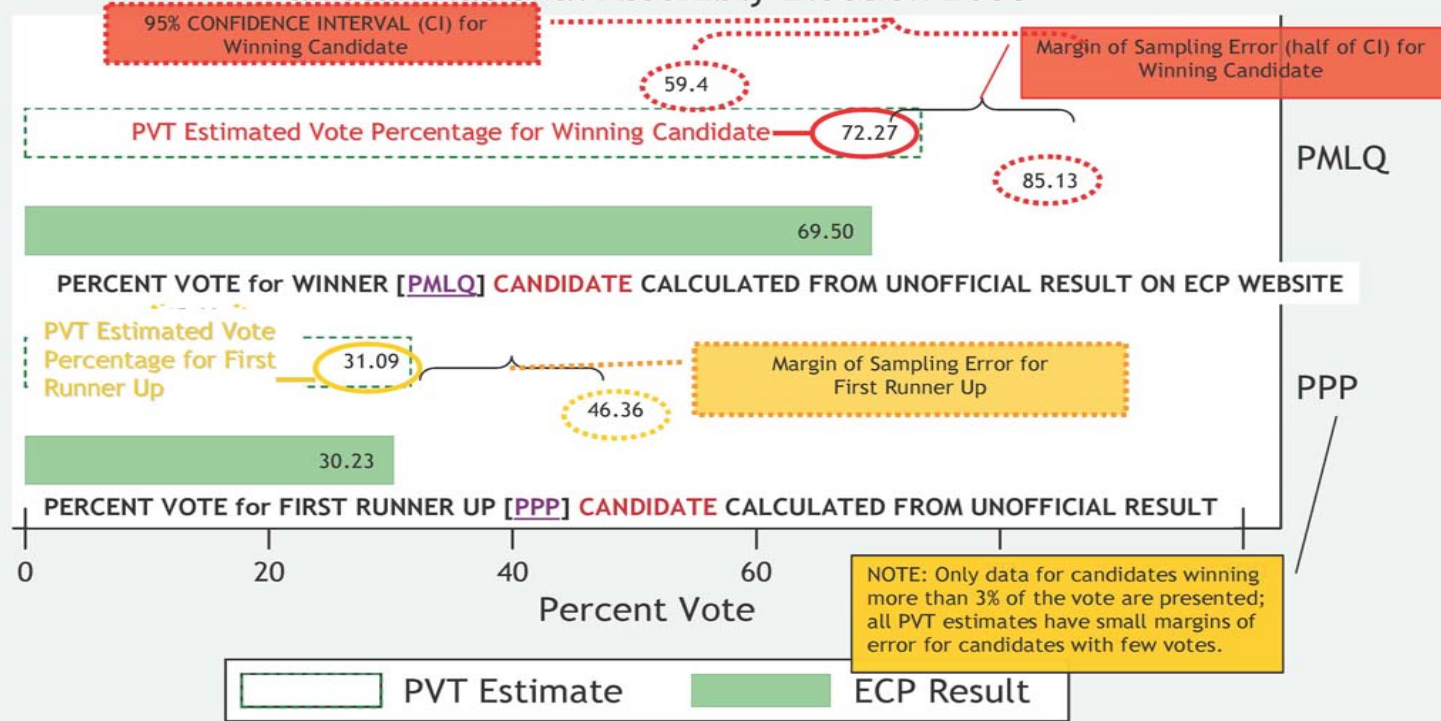 95% CONFIDENCE INTERVAL (CI) for
Winning Candidate
Margin of Sampling Error (half of CI) for
Winning Candidate
59.4
PVT Estimated Vote Percentage for Winning Candidate
72.27
85.13
PMLQ
69.50
PERCENT VOTE for WINNER [PMLQ] CANDIDATE CALCULATED FROM UNOFFICIAL RESULT ON ECP WEBSITE
PVT Estimated Vote
Percentage for First
Runner Up
31.09
Margin of Sampling Error for
First Runner Up
46.36
PPP
30.23
PERCENT VOTE for FIRST RUNNER UP [PPP] CANDIDATE CALCULATED FROM UNOFFICIAL RESULT
0
20
40
60
Percent Vote
NOTE: Only data for candidates winning
more than 3% of the vote are presented;
all PVT estimates have small margins of
error for candidates with few votes.
PVT Estimate
ECP Result